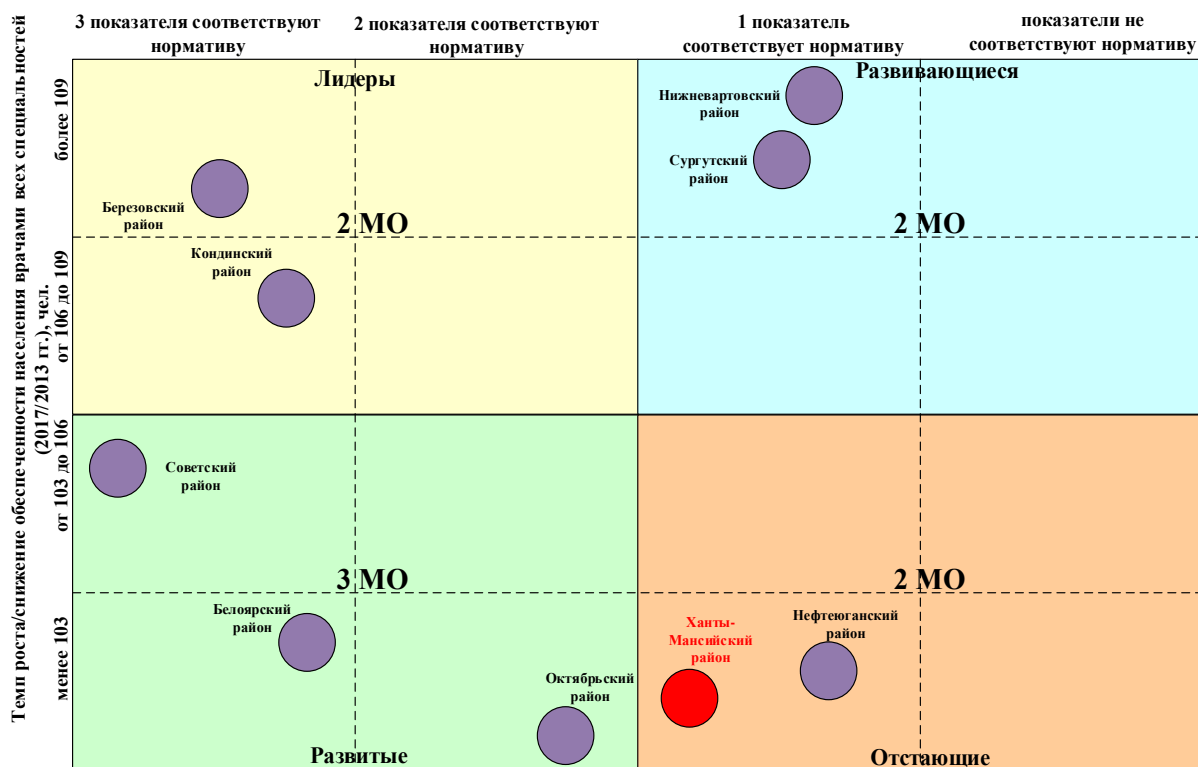 3 показателя соответствуют
нормативу
2 показателя соответствуют
нормативу
1 показатель
соответствует нормативу
показатели не
соответствуют нормативу
Темп роста/снижение обеспеченности населения врачами всех специальностей
(2017/2013 гг.), чел.
более 109
от 106 до 109
от 103 до 106
менее 103
Лидеры
Березовский
район
2 МО
Кондинский
район
Развивающиеся
Нижневартовский
район
Сургутский
район
2 МО
Советский
район
3 МО
Белоярский
район
Октябрьский
район
Развитые
2 МО
Ханты-
Мансийский
район
Нефтеюганский
район
Отстающие